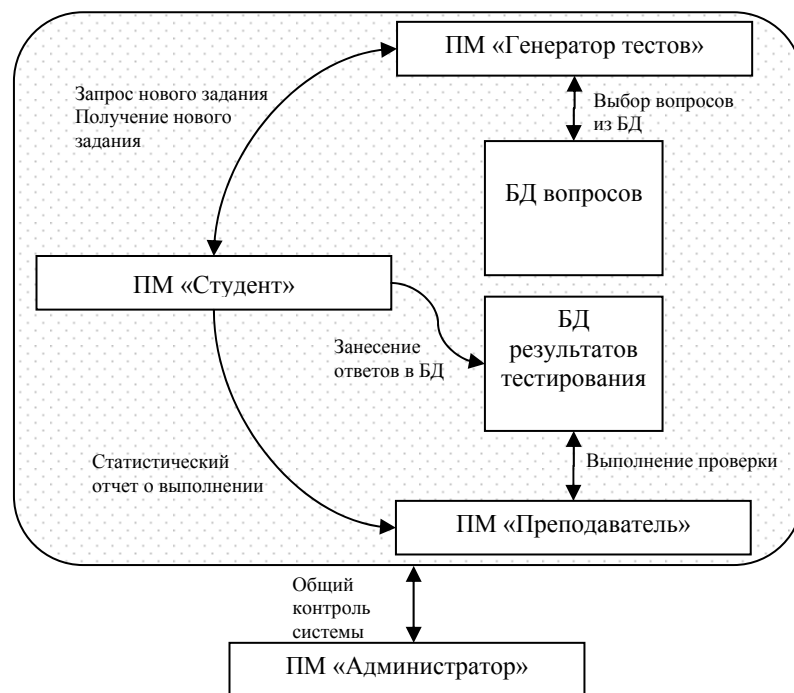 ПМ «Генератор тестов»
Запрос нового задания
Получение нового
задания
Выбор вопросов
из БД
БД вопросов
ПМ «Студент»
БД
результатов
тестирования
Занесение
ответов в БД
Статистический
отчет о выполнении
Выполнение проверки
ПМ «Преподаватель»
Общий
контроль
системы
ПМ «Администратор»